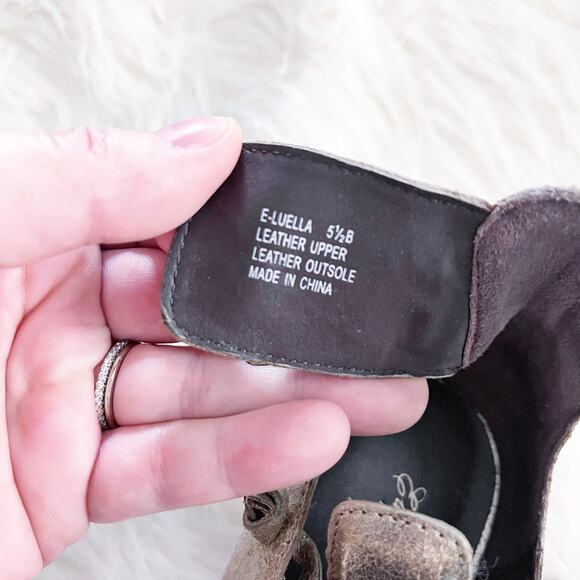 E-LUELLA 5½B
LEATHER UPPER
LEATHER OUTSOLE
MADE IN CHINA